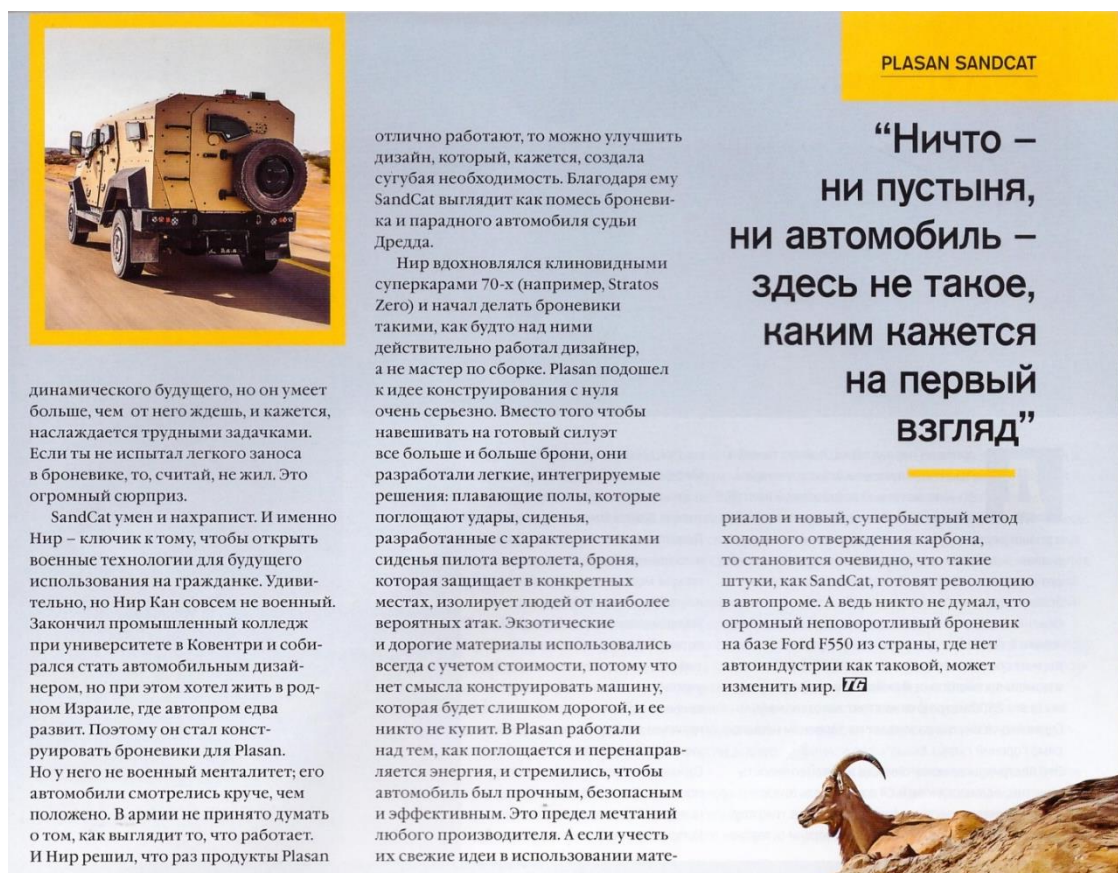 PLASAN SANDCAT
“Ничто –
ни пустыня,
ни автомобиль –
здесь не такое,
каким кажется
на первый
взгляд”
динамического будущего, но он умеет
больше, чем от него ждешь, и кажется,
наслаждается трудными задачками.
Если ты не испытал легкого заноса
в броневике, то, считай, не жил. Это
огромный сюрприз.
SandCat умен и нахрапист. И именно
Нир – ключик к тому, чтобы открыть
военные технологии для будущего
использования на гражданке. Удиви-
тельно, но Нир Кан совсем не военный.
Закончил промышленный колледж
при университете в Ковентри и соби-
рался стать автомобильным дизай-
нером, но при этом хотел жить в род-
ном Израиле, где автопром едва
развит. Поэтому он стал конст-
руировать броневики для Plasan.
Но у него не военный менталитет; его
автомобили смотрелись круче, чем
положено. В армии не принято думать
о том, как выглядит то, что работает.
И Нир решил, что раз продукты Plasan
отлично работают, то можно улучшить
дизайн, который, кажется, создала
сугубая необходимость. Благодаря ему
SandCat выглядит как помесь броневи-
ка и парадного автомобиля судьи
Дредда.
Нир вдохновлялся клиновидными
суперкарами 70-х (например, Stratos
Zero) и начал делать броневики
такими, как будто над ними
действительно работал дизайнер,
а не мастер по сборке. Plasan подошел
к идее конструирования с нуля
очень серьезно. Вместо того чтобы
навешивать на готовый силуэт
все больше и больше брони, они
разработали легкие, интегрируемые
решения: плавающие полы, которые
поглощают удары, сиденья,
разработанные с характеристиками
сиденья пилота вертолета, броня,
которая защищает в конкретных
местах, изолирует людей от наиболее
вероятных атак. Экзотические
и дорогие материалы использовались
всегда с учетом стоимости, потому что
нет смысла конструировать машину,
которая будет слишком дорогой, и ее
никто не купит. В Plasan работали
над тем, как поглощается и перенаправ-
ляется энергия, и стремились, чтобы
автомобиль был прочным, безопасным
и эффективным. Это предел мечтаний
любого производителя. А если учесть
их свежие идеи в использовании мате-
риалов и новый, супербыстрый метод
холодного отверждения карбона,
то становится очевидно, что такие
штуки, как SandCat, готовят революцию
в автопроме. А ведь никто не думал, что
огромный неповоротливый броневик
на базе Ford F550 из страны, где нет
автоиндустрии как таковой, может
изменить мир. TG